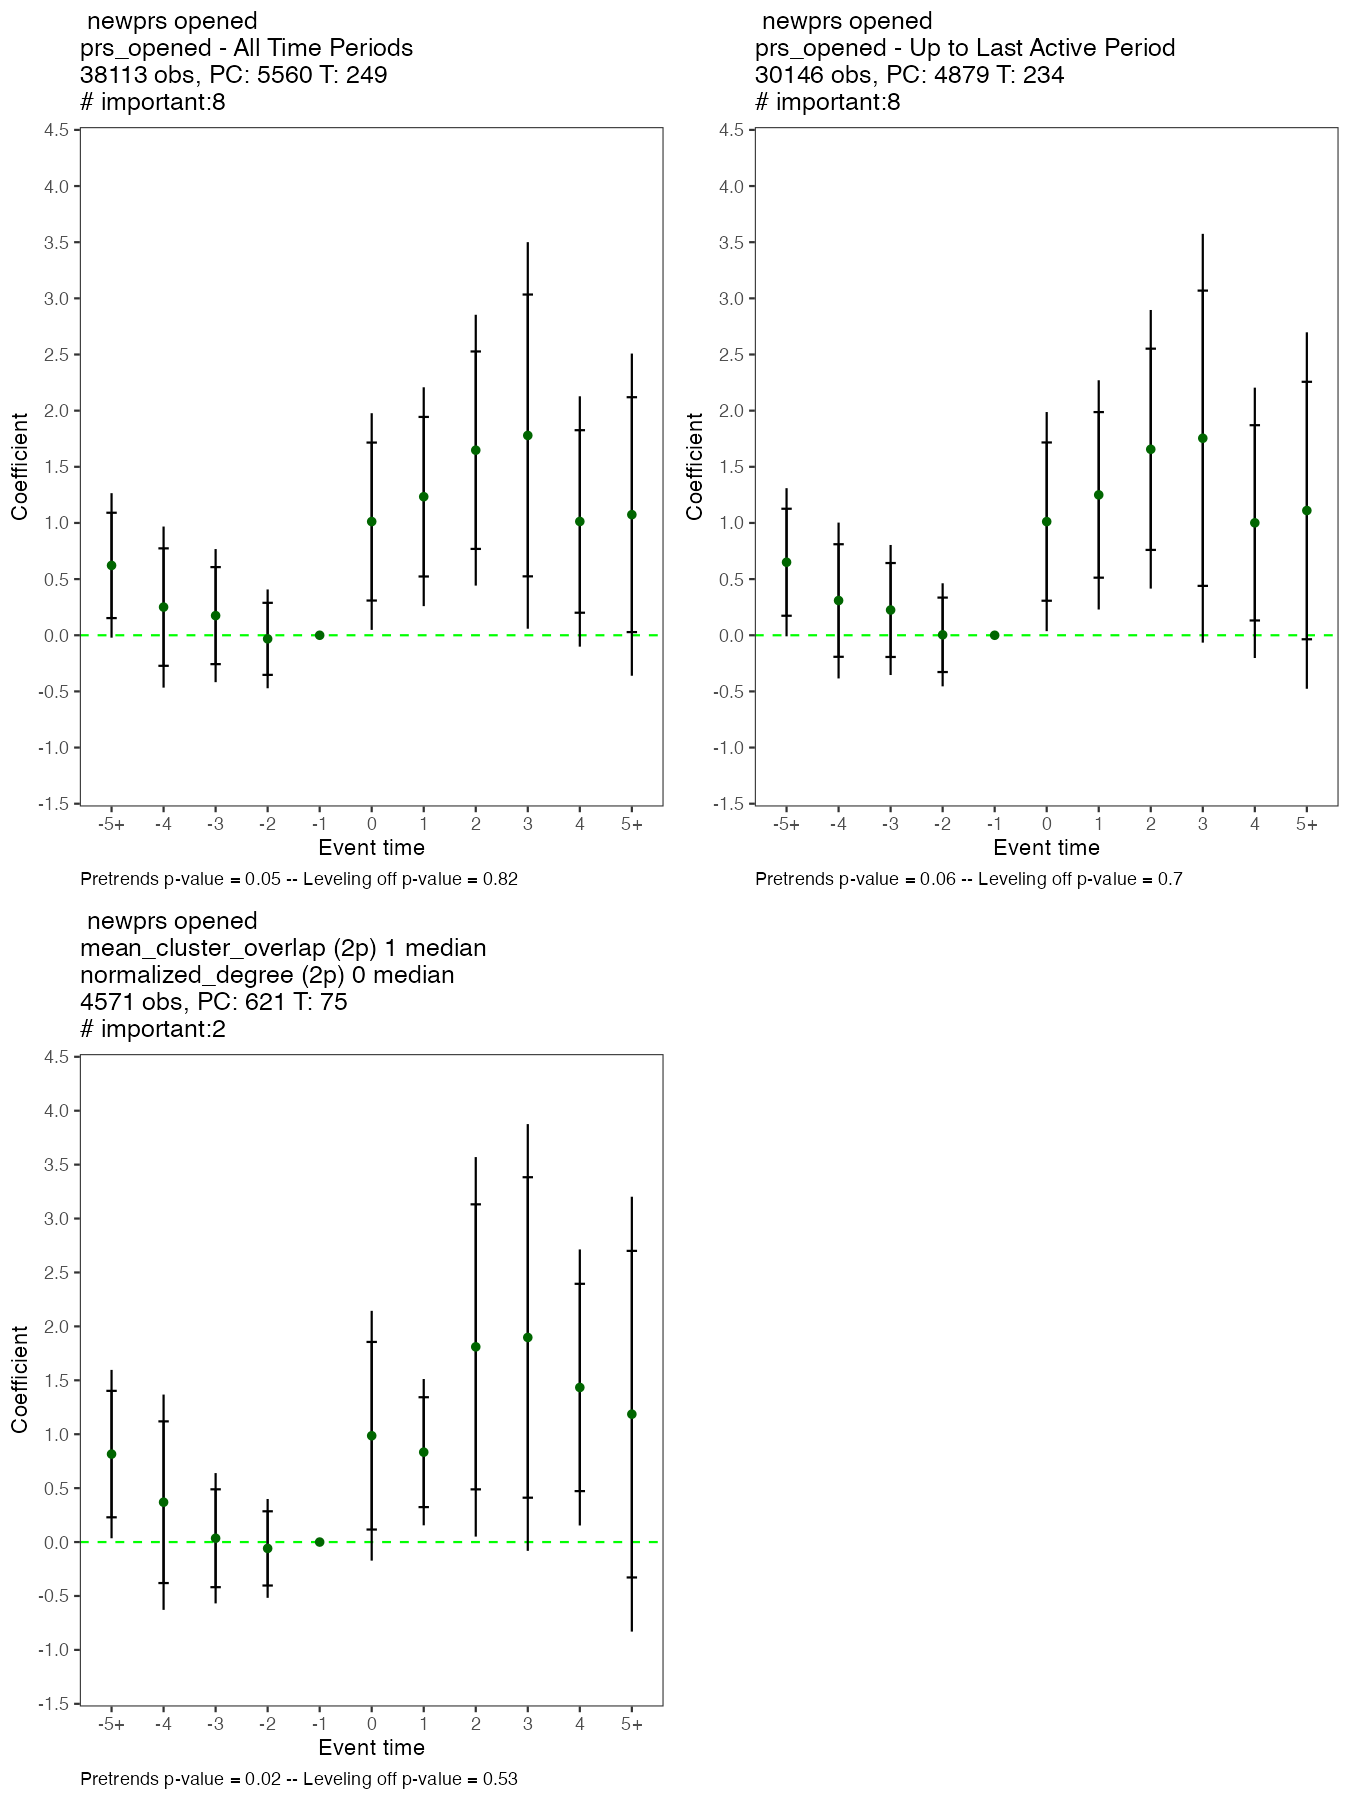 newprs opened
prs_opened - All Time Periods
38113 obs, PC: 5560 T: 249
# important:8
4.5
4.0
3.5
3.0
2.5
2.0
1.5
1.0
0.5
0.0
-0.5
-1.0
-1.5
Coefficient
-5+ -4 -3 -2 -1 0 1 2 3 4 5+
Event time
Pretrends p-value = 0.05 -- Leveling off p-value = 0.82
newprs opened
prs_opened - Up to Last Active Period
30146 obs, PC: 4879 T: 234
# important:8
4.5
4.0
3.5
3.0
2.5
2.0
1.5
1.0
0.5
0.0
-0.5
-1.0
-1.5
Coefficient
-5+ -4 -3 -2 -1 0 1 2 3 4 5+
Event time
Pretrends p-value = 0.06 -- Leveling off p-value = 0.7
newprs opened
mean_cluster_overlap (2p) 1 median
normalized_degree (2p) 0 median
4571 obs, PC: 621 T: 75
# important:2
4.5
4.0
3.5
3.0
2.5
2.0
1.5
1.0
0.5
0.0
-0.5
-1.0
-1.5
Coefficient
-5+ -4 -3 -2 -1 0 1 2 3 4 5+
Event time
Pretrends p-value = 0.02 -- Leveling off p-value = 0.53